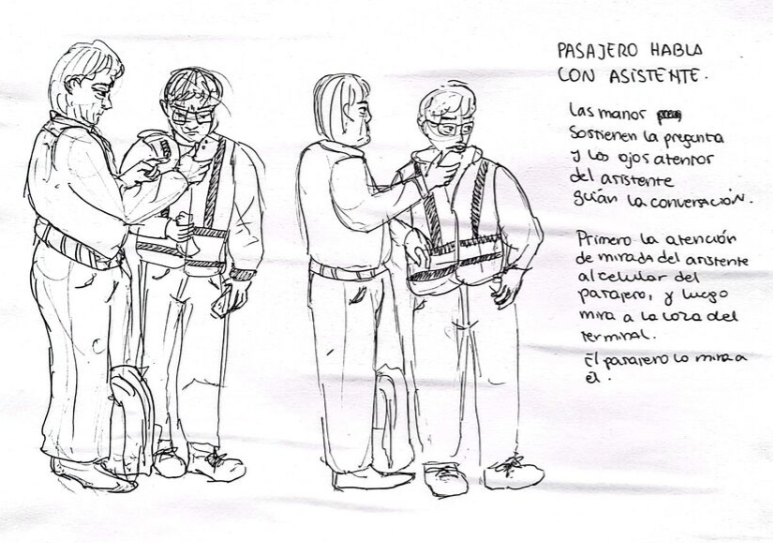 PASAJERO HABLA
CON ASISTENTE.
Las manos
sostienen la pregunta
y los ojos atentos
del asistente
guían la conversación.
Primero la atención
de mirada del asistente
al celular del
pasajero, y luego
mira a la loza del
terminal.
El pasajero lo mira a
él.